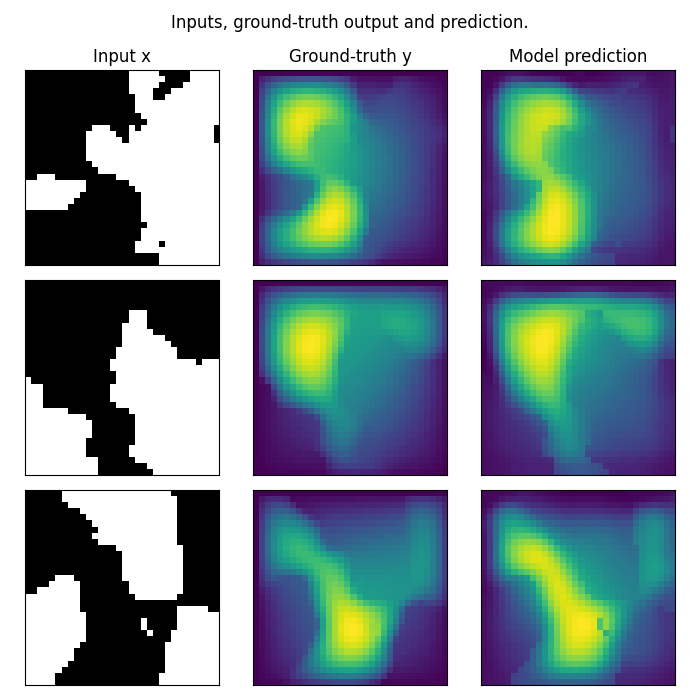 Inputs, ground-truth output and prediction.
Input x
Ground-truth y
Model prediction